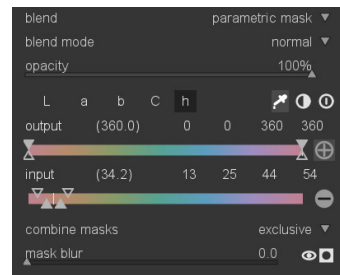 blend parametric mask
blend mode normal
opacity 100%
L a b C h
output (360.0) 0 0 360 360
input (34.2) 13 25 44 54
combine masks exclusive
mask blur 0.0